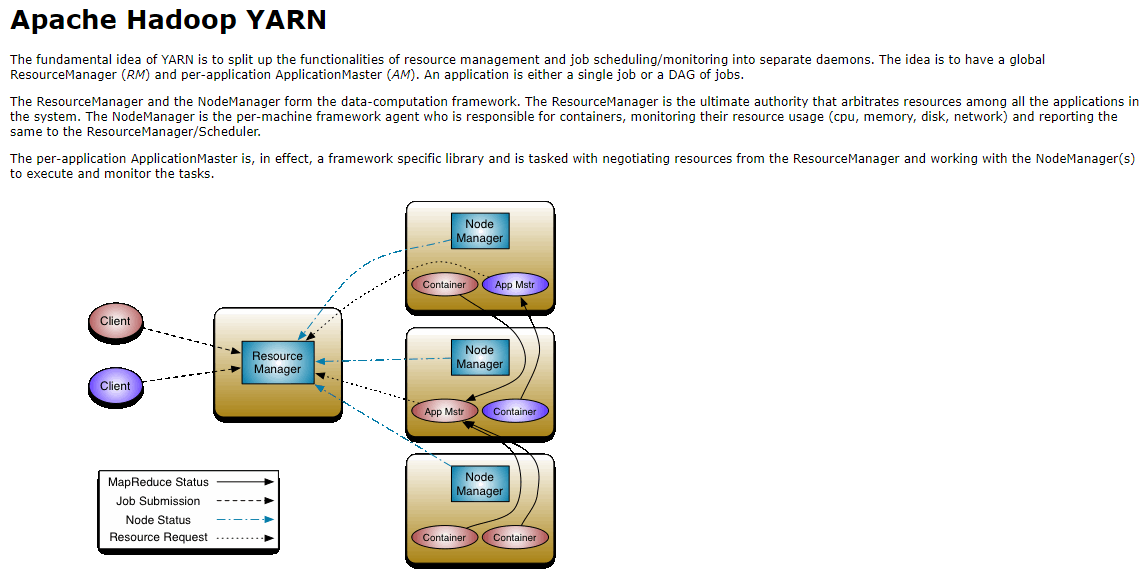 Apache Hadoop YARN
The fundamental idea of YARN is to split up the functionalities of resource management and job scheduling/monitoring into separate daemons. The idea is to have a global
ResourceManager (RM) and per-application ApplicationMaster (AM). An application is either a single job or a DAG of jobs.
The ResourceManager and the NodeManager form the data-computation framework. The ResourceManager is the ultimate authority that arbitrates resources among all the applications in
the system. The NodeManager is the per-machine framework agent who is responsible for containers, monitoring their resource usage (cpu, memory, disk, network) and reporting the
same to the ResourceManager/Scheduler.
The per-application ApplicationMaster is, in effect, a framework specific library and is tasked with negotiating resources from the ResourceManager and working with the NodeManager(s)
to execute and monitor the tasks.
Node
Manager
Container
App Mstr
Client
Client
Resource
Manager
Node
Manager
App Mstr
Container
Node
Manager
Container
Container
MapReduce Status
Job Submission
Node Status
Resource Request